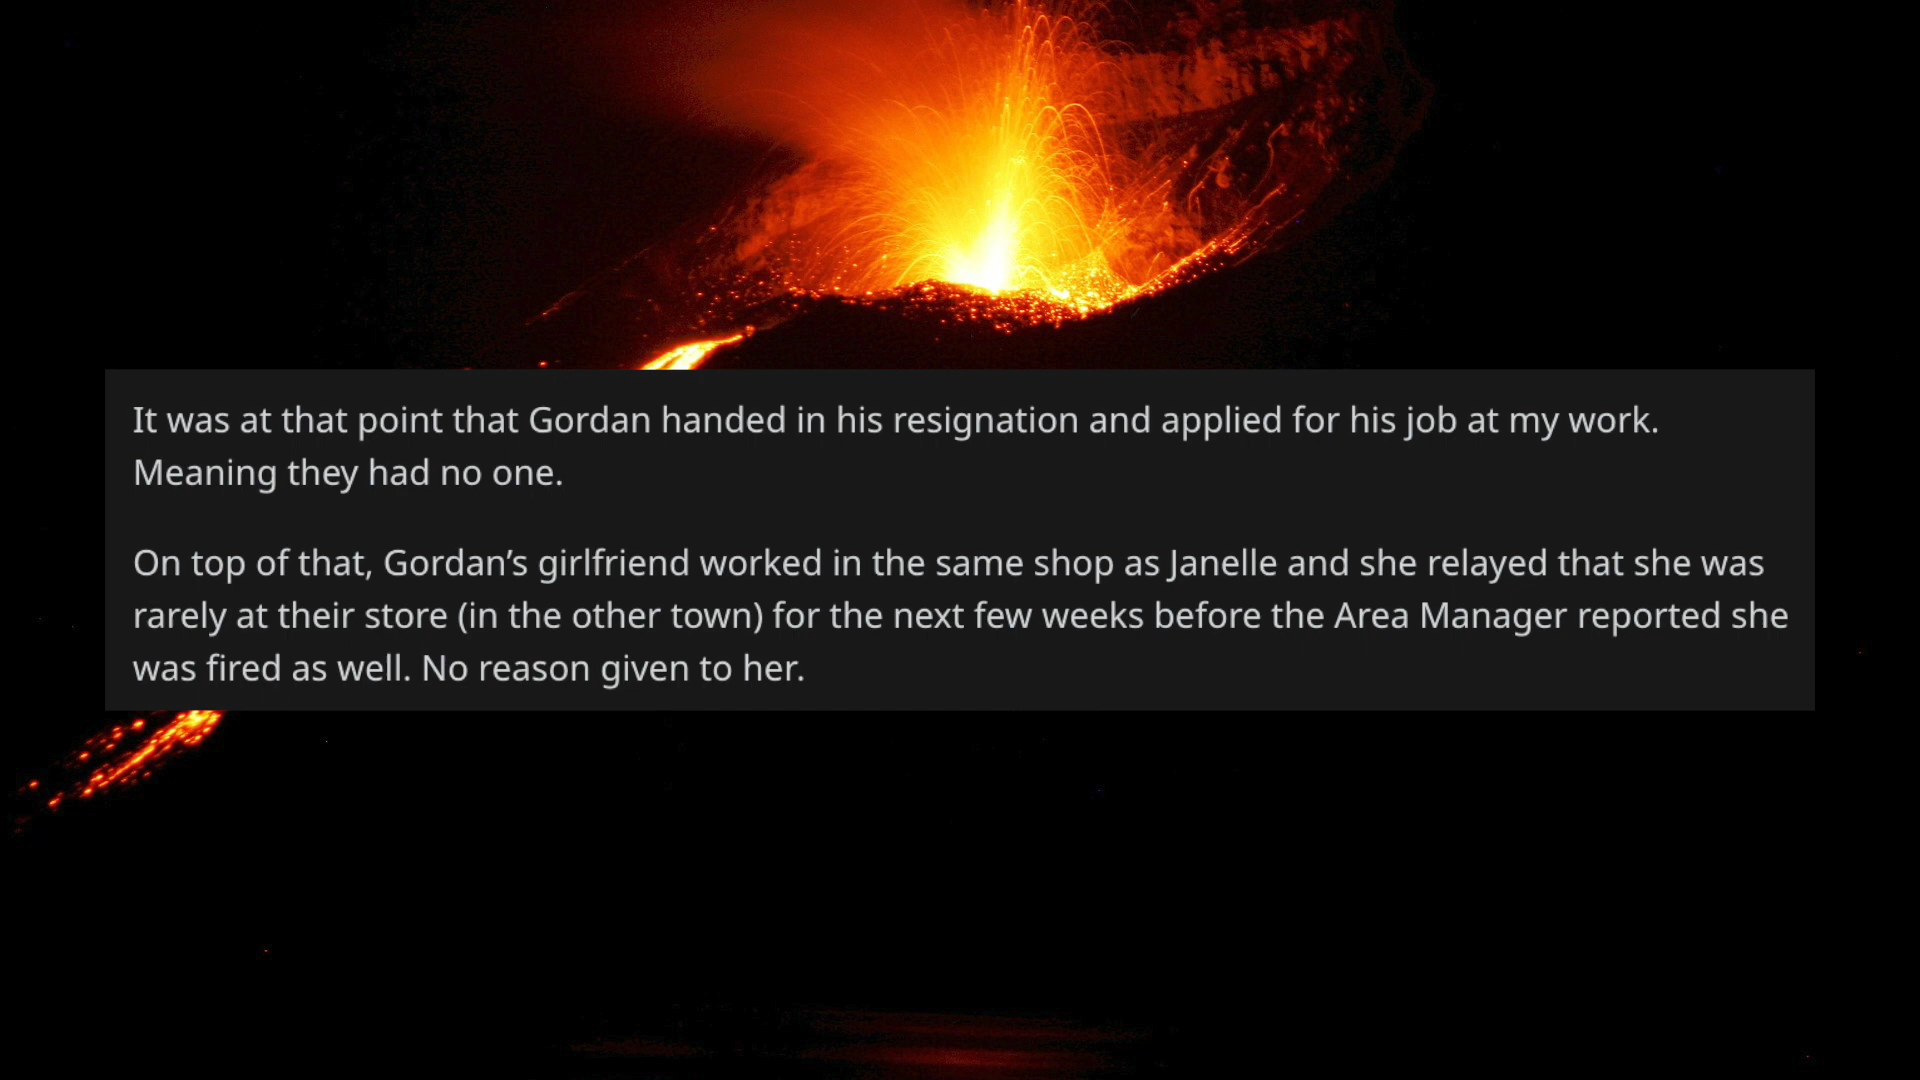 It was at that point that Gordan handed in his resignation and applied for his job at my work.
Meaning they had no one.
On top of that, Gordan’s girlfriend worked in the same shop as Janelle and she relayed that she was
rarely at their store (in the other town) for the next few weeks before the Area Manager reported she
was fired as well. No reason given to her.